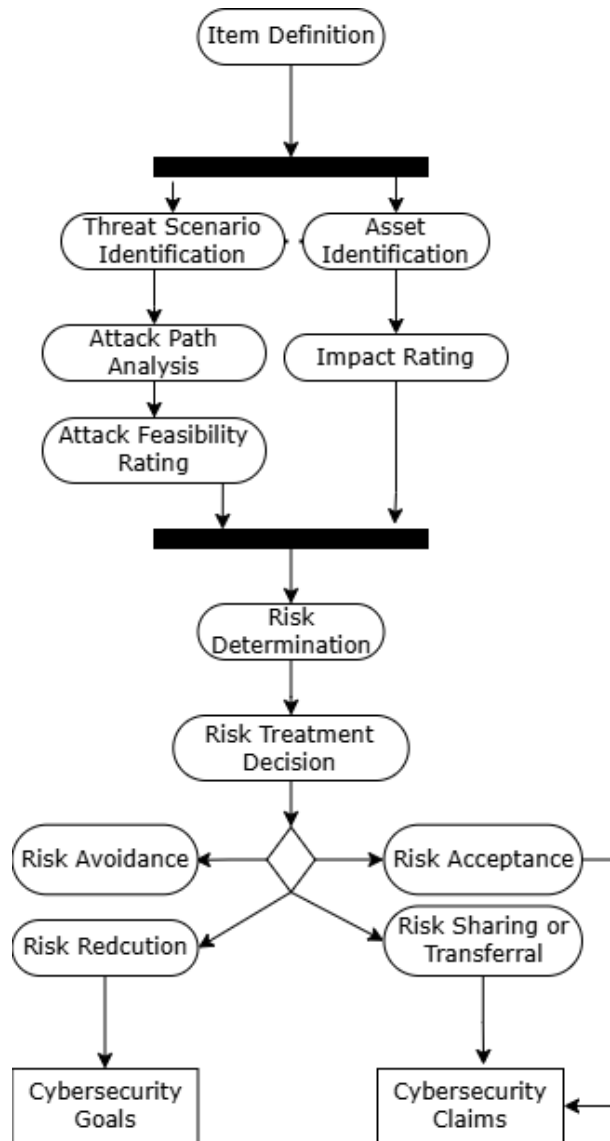 Item Definition
Threat Scenario
Identification
Asset
Identification
Attack Path
Analysis
Impact Rating
Attack Feasibility
Rating
Risk
Determination
Risk Treatment
Decision
Risk Avoidance
Risk Acceptance
Risk Redcution
Risk Sharing or
Transferral
Cybersecurity
Goals
Cybersecurity
Claims